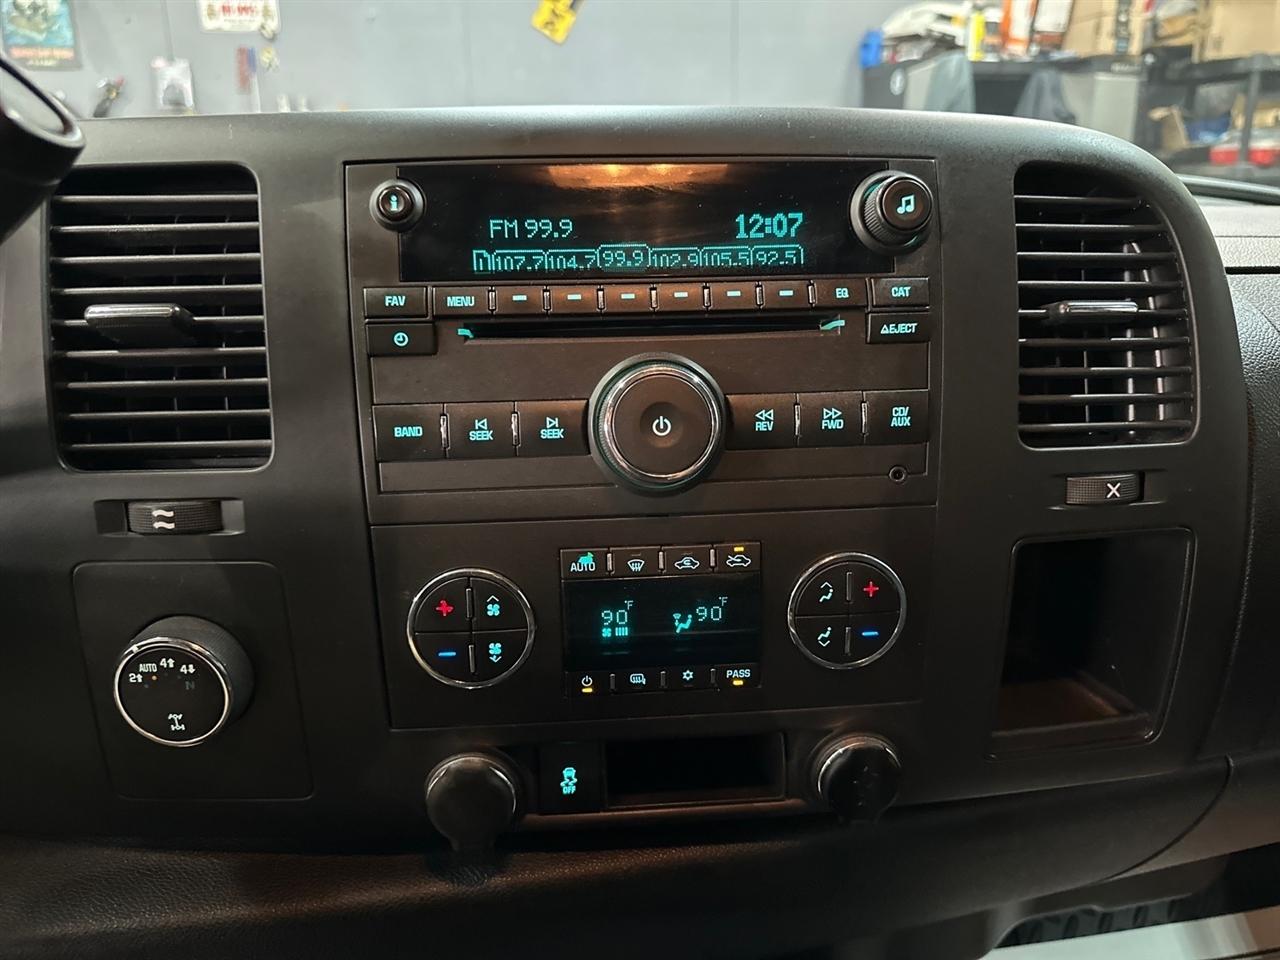 FM 99.9 12:07
107.7 104.7 99.9 102.9 105.5 92.5
FAV MENU EQ CAT
EJECT
BAND SEEK SEEK REV FWD CD/AUX
AUTO
90°F 90°F
PASS
AUTO 4 4
2 N
OFF